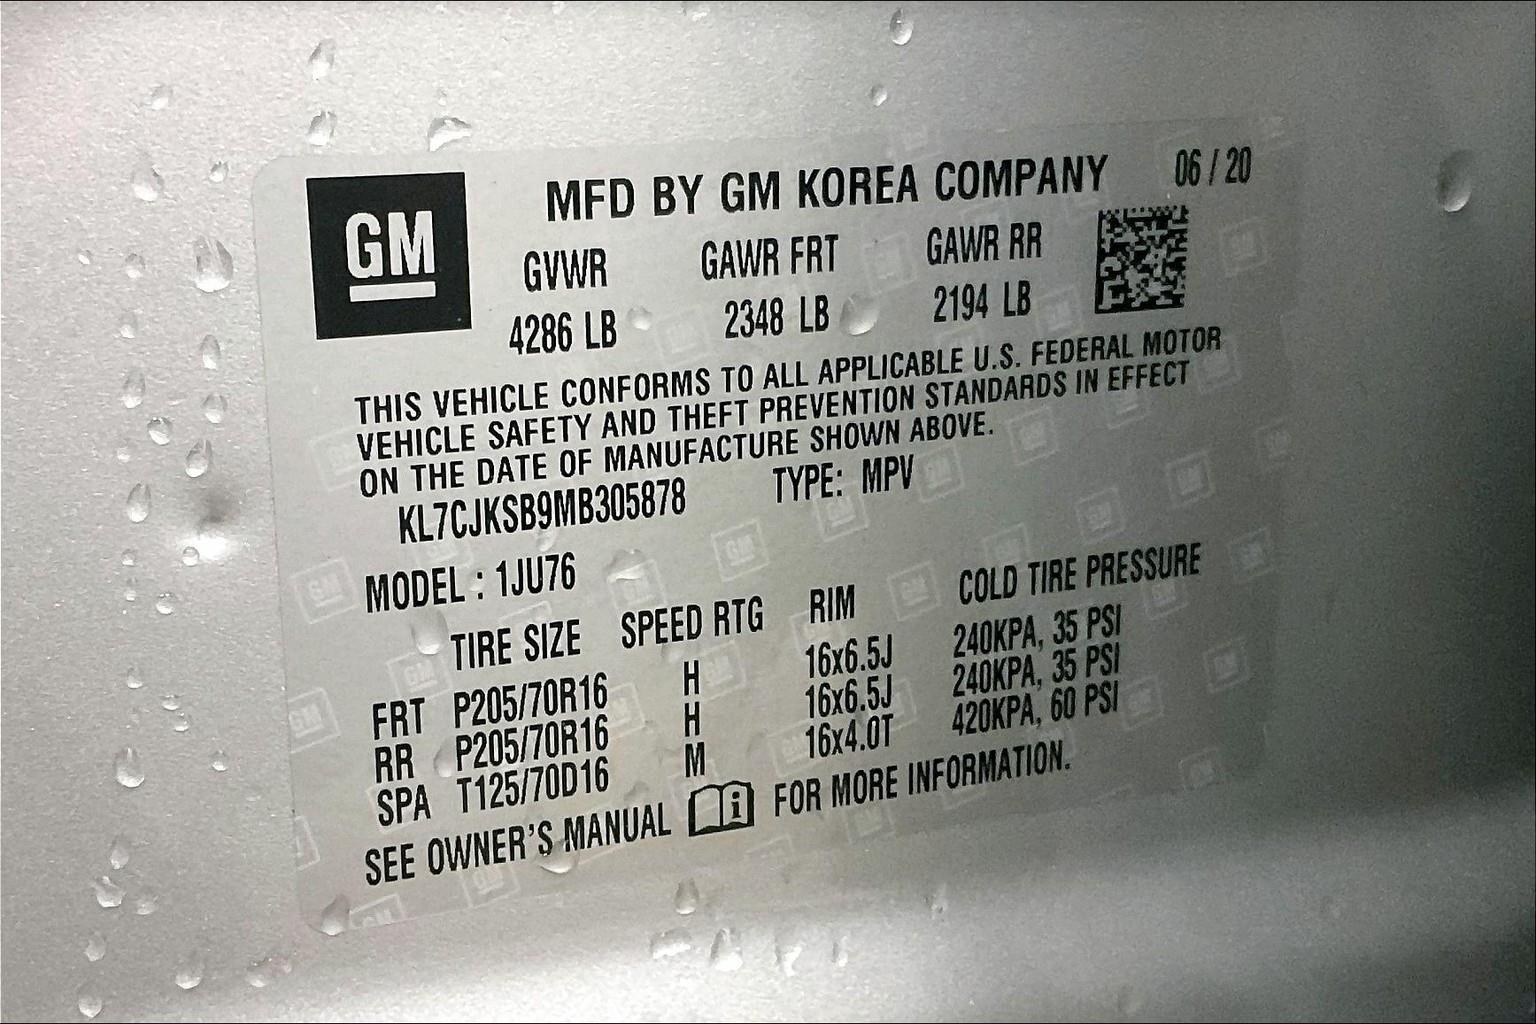 GM
MFD BY GM KOREA COMPANY 06 / 20
GVWR GAWR FRT GAWR RR
4286 LB 2348 LB 2194 LB
THIS VEHICLE CONFORMS TO ALL APPLICABLE U.S. FEDERAL MOTOR
VEHICLE SAFETY AND THEFT PREVENTION STANDARDS IN EFFECT
ON THE DATE OF MANUFACTURE SHOWN ABOVE.
KL7CJKSB9MB305878 TYPE: MPV
MODEL : 1JU76
TIRE SIZE SPEED RTG RIM COLD TIRE PRESSURE
FRT P205/70R16 H 16x6.5J 240KPA, 35 PSI
RR P205/70R16 H 16x6.5J 240KPA, 35 PSI
SPA T125/70D16 M 16x4.0T 420KPA, 60 PSI
SEE OWNER'S MANUAL i FOR MORE INFORMATION.